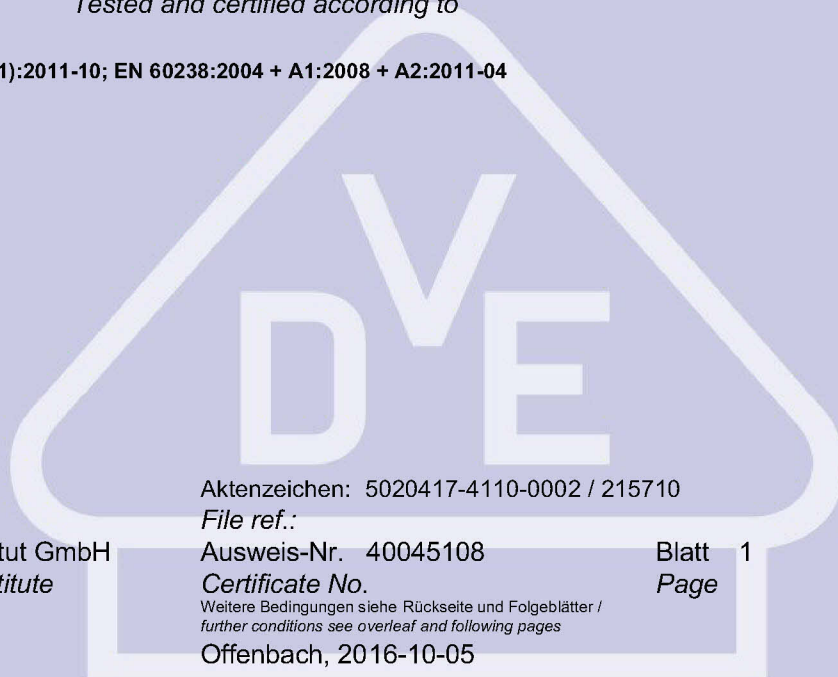 Tested and certified according to
1):2011-10; EN 60238:2004 + A1:2008 + A2:2011-04
VDE
Aktenzeichen: 5020417-4110-0002 / 215710
File ref.:
tut GmbH Ausweis-Nr. 40045108 Blatt 1
titute Certificate No. Page
Weitere Bedingungen siehe Rückseite und Folgeblätter /
further conditions see overleaf and following pages
Offenbach, 2016-10-05